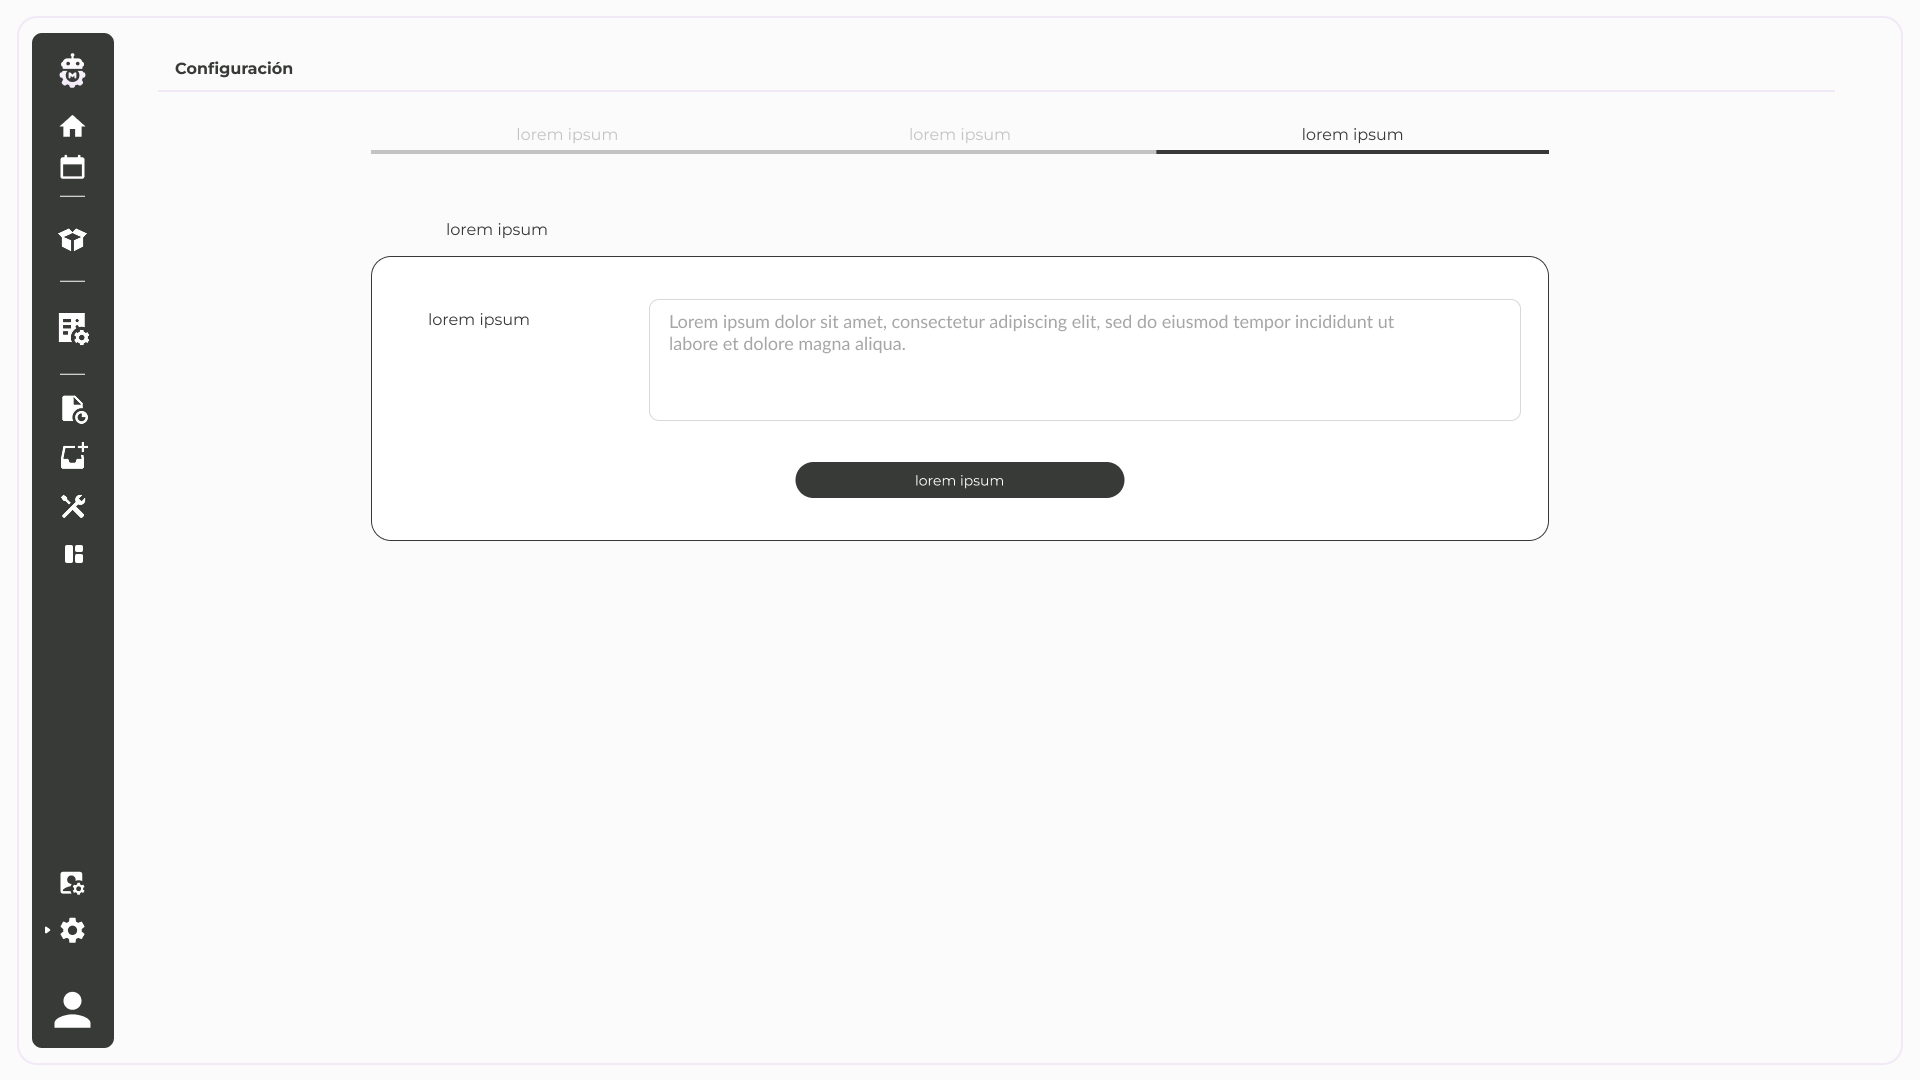 Configuración
lorem ipsum
lorem ipsum
lorem ipsum
lorem ipsum
lorem ipsum
Lorem ipsum dolor sit amet, consectetur adipiscing elit, sed do eiusmod tempor incididunt ut
labore et dolore magna aliqua.
lorem ipsum